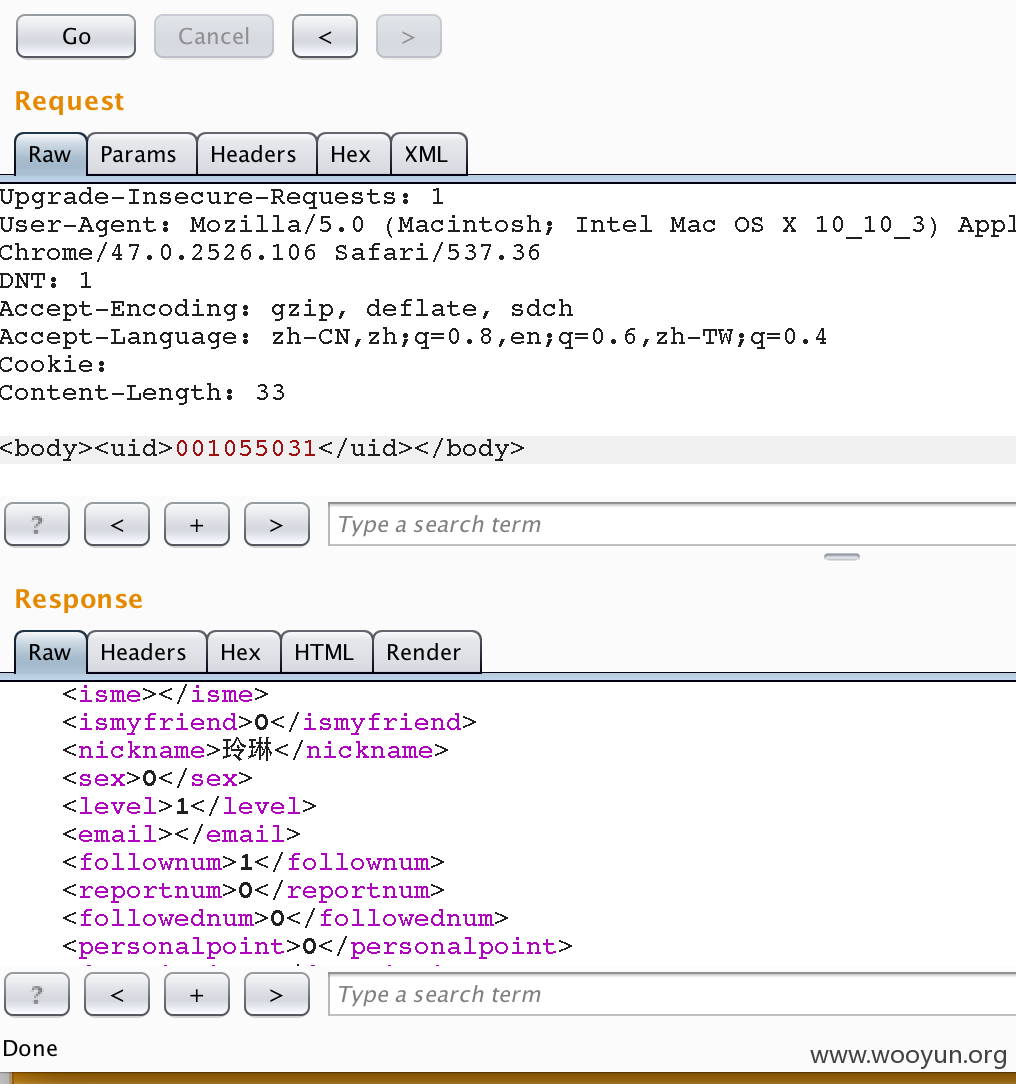 Go Cancel < >
Request
Raw Params Headers Hex XML
Upgrade-Insecure-Requests: 1
User-Agent: Mozilla/5.0 (Macintosh; Intel Mac OS X 10_10_3) Appl
Chrome/47.0.2526.106 Safari/537.36
DNT: 1
Accept-Encoding: gzip, deflate, sdch
Accept-Language: zh-CN,zh;q=0.8,en;q=0.6,zh-TW;q=0.4
Cookie:
Content-Length: 33
<body><uid>001055031</uid></body>
? < + > Type a search term
Response
Raw Headers Hex HTML Render
<isme></isme>
<ismyfriend>0</ismyfriend>
<nickname>玲琳</nickname>
<sex>0</sex>
<level>1</level>
<email></email>
<follownum>1</follownum>
<reportnum>0</reportnum>
<followednum>0</followednum>
<personalpoint>0</personalpoint>
? < + > Type a search term
Done
www.wooyun.org